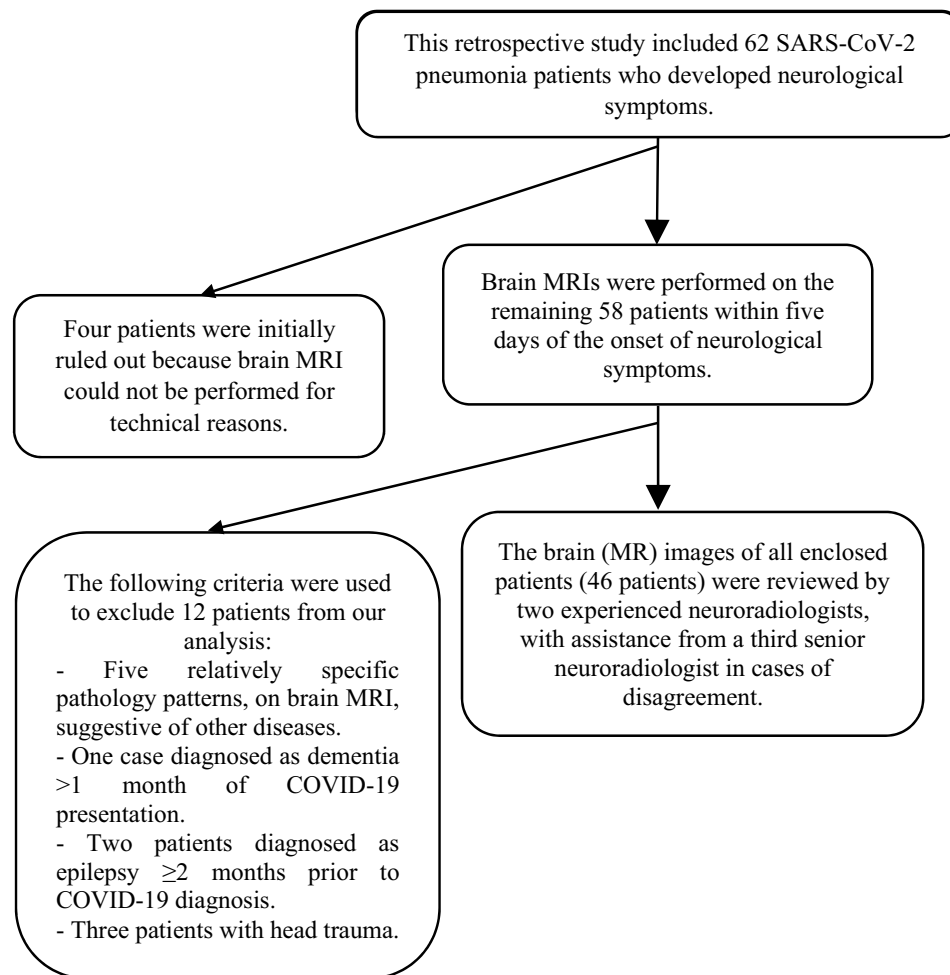 This retrospective study included 62 SARS-CoV-2
pneumonia patients who developed neurological
symptoms.
Four patients were initially
ruled out because brain MRI
could not be performed for
technical reasons.
Brain MRIs were performed on the
remaining 58 patients within five
days of the onset of neurological
symptoms.
The following criteria were used
to exclude 12 patients from our
analysis:
- Five relatively specific
pathology patterns, on brain MRI,
suggestive of other diseases.
- One case diagnosed as dementia
>1 month of COVID-19
presentation.
- Two patients diagnosed as
epilepsy ≥2 months prior to
COVID-19 diagnosis.
- Three patients with head trauma.
The brain (MR) images of all enclosed
patients (46 patients) were reviewed by
two experienced neuroradiologists,
with assistance from a third senior
neuroradiologist in cases of
disagreement.